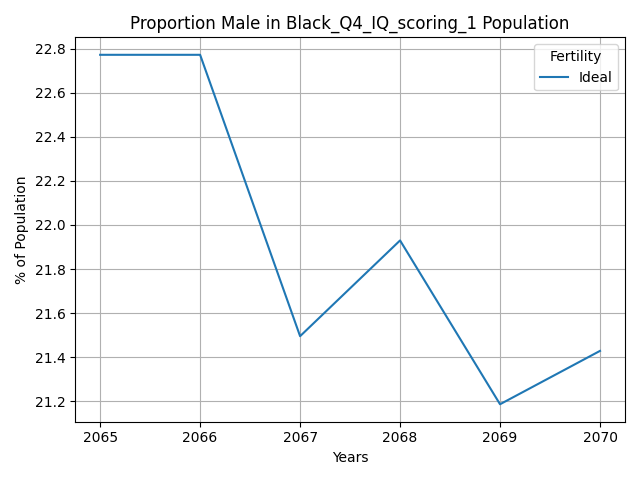 Proportion Male in Black_Q4_IQ_scoring_1 Population
Fertility
Ideal
22.8
22.6
22.4
22.2
22.0
21.8
21.6
21.4
21.2
% of Population
2065 2066 2067 2068 2069 2070
Years